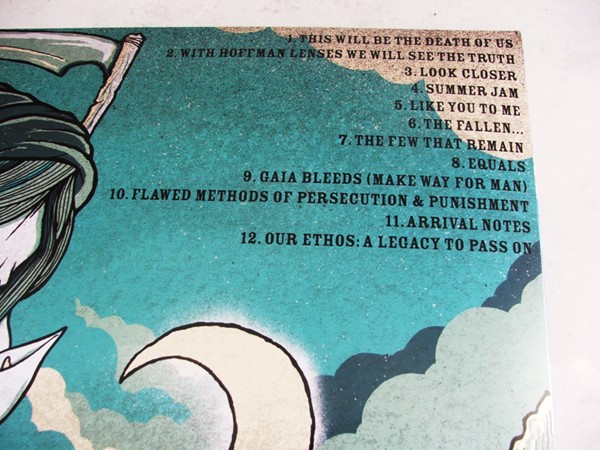 1. THIS WILL BE THE DEATH OF US
2. WITH HOFFMAN LENSES WE WILL SEE THE TRUTH
3. LOOK CLOSER
4. SUMMER JAM
5. LIKE YOU TO ME
6. THE FALLEN...
7. THE FEW THAT REMAIN
8. EQUALS
9. GAIA BLEEDS (MAKE WAY FOR MAN)
10. FLAWED METHODS OF PERSECUTION & PUNISHMENT
11. ARRIVAL NOTES
12. OUR ETHOS: A LEGACY TO PASS ON